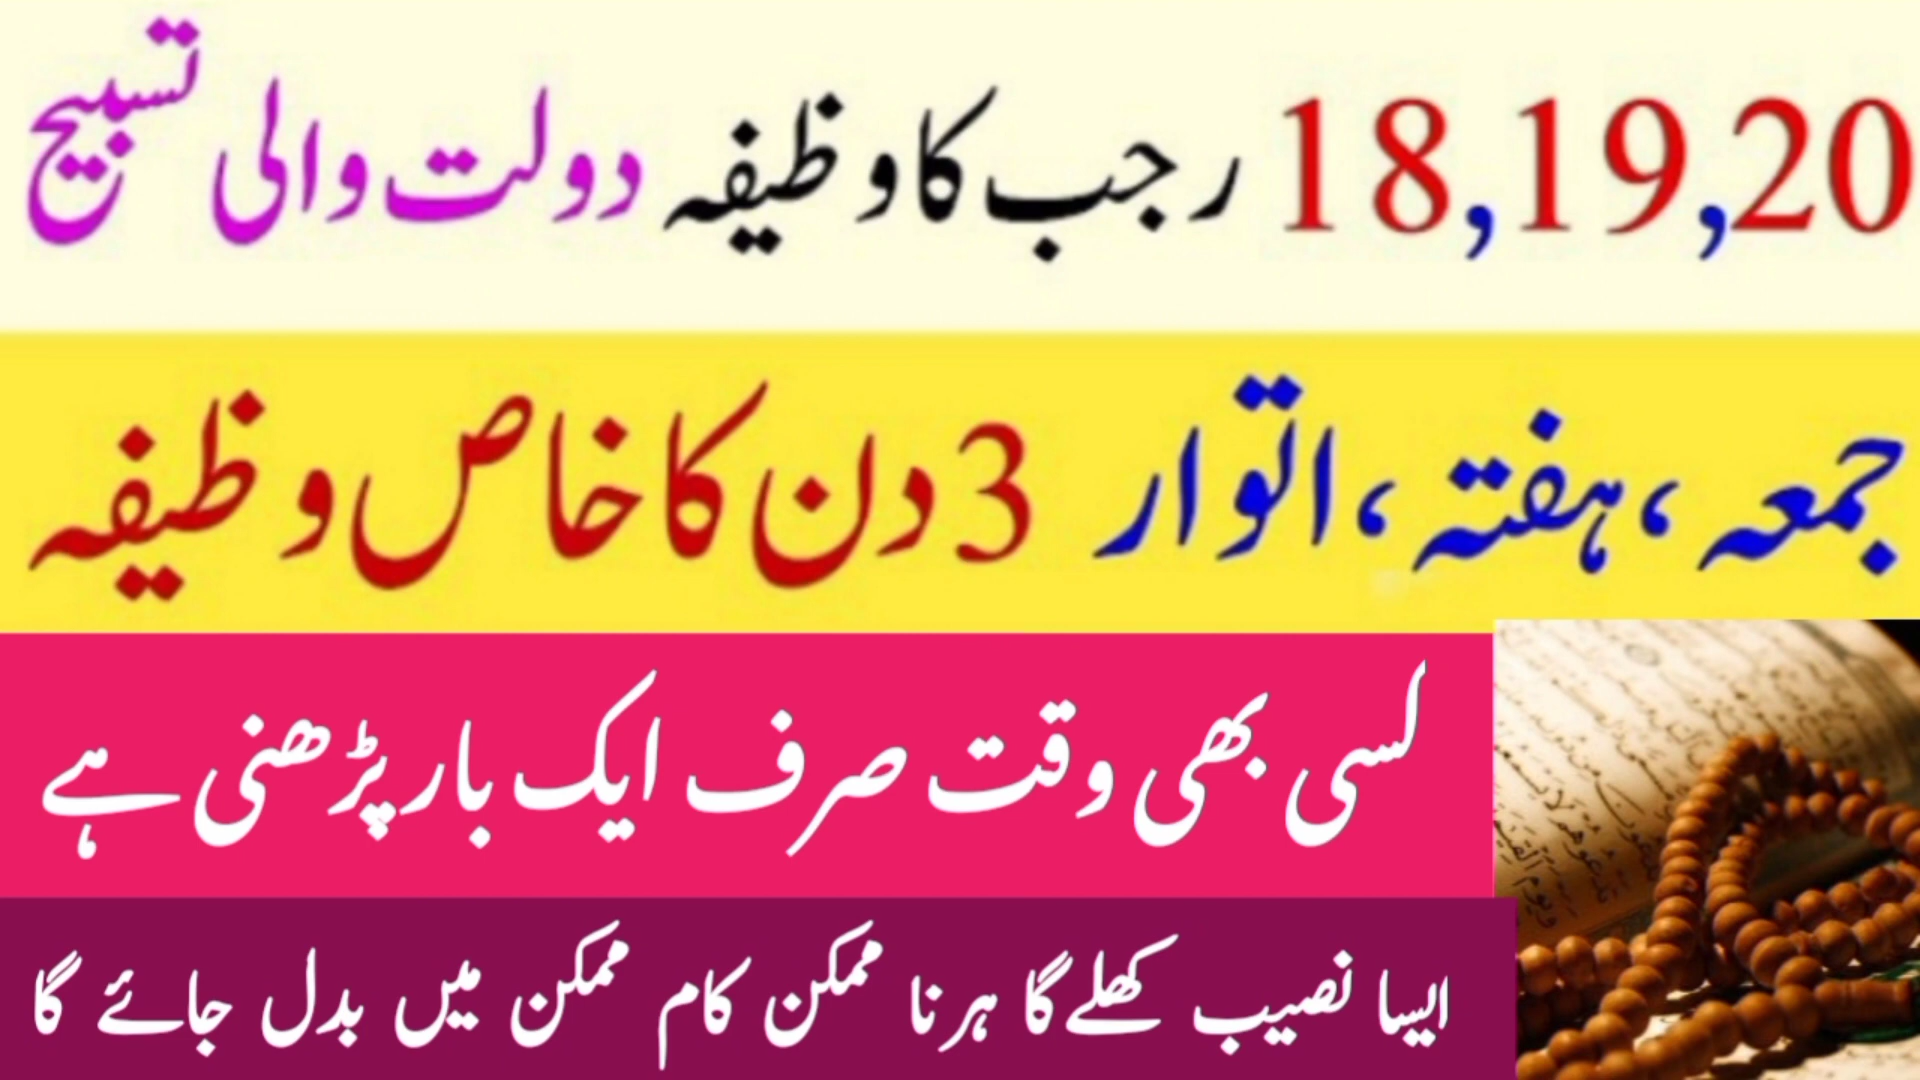 18,19,20 رجب کا وظیفہ دولت والی تسبیح
جمعہ ، ہفتہ ، اتوار 3 دن کا خاص وظیفہ
کسی بھی وقت صرف ایک بار پڑھنی ہے
ایسا نصیب کھلے گا ہر نا ممکن کام ممکن میں بدل جائے گا